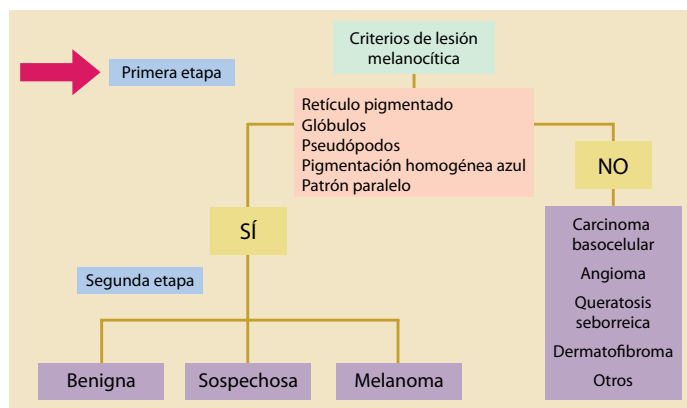 Criterios de lesión
melanocítica
Primera etapa
Retículo pigmentado
Glóbulos
Pseudópodos
Pigmentación homogénea azul
Patrón paralelo
NO
SÍ
Carcinoma
basocelular
Angioma
Queratosis
seborreica
Dermatofibroma
Otros
Segunda etapa
Benigna
Sospechosa
Melanoma